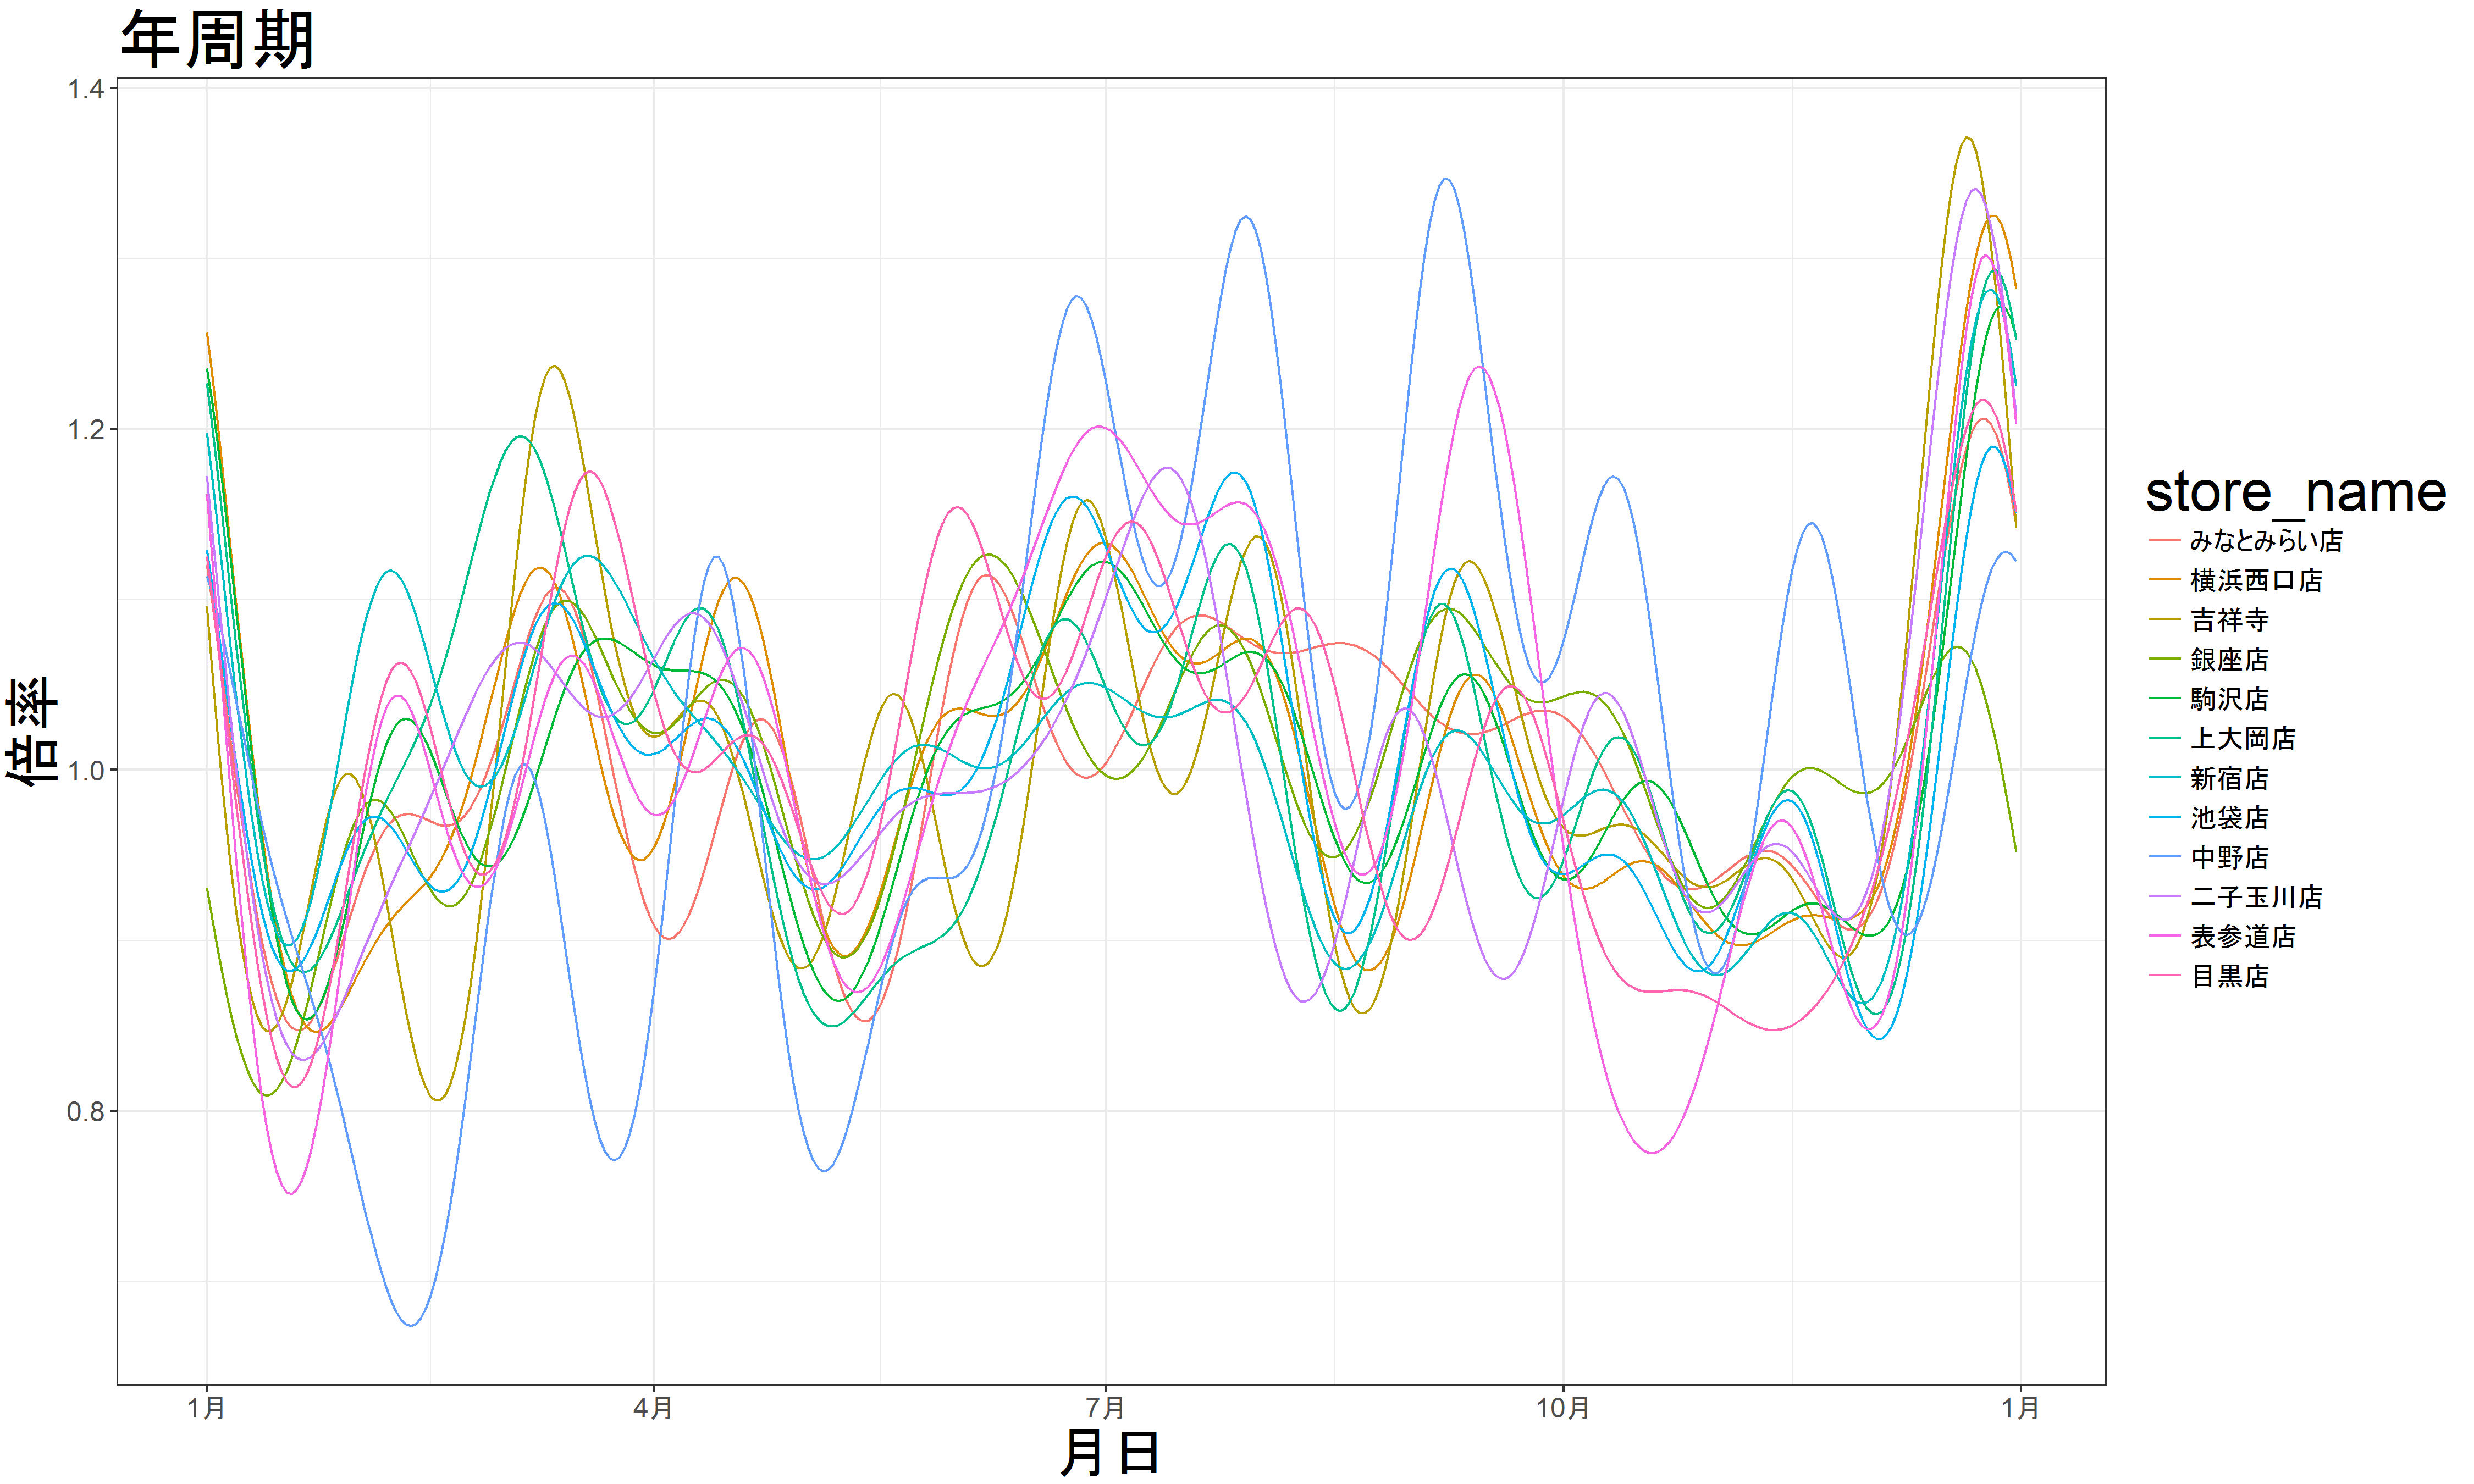 年周期
1.4
1.2
1.0
0.8
倍率
1月
4月
7月
10月
1月
月日
store_name
みなとみらい店
横浜西口店
吉祥寺
銀座店
駒沢店
上大岡店
新宿店
池袋店
中野店
二子玉川店
表参道店
目黒店